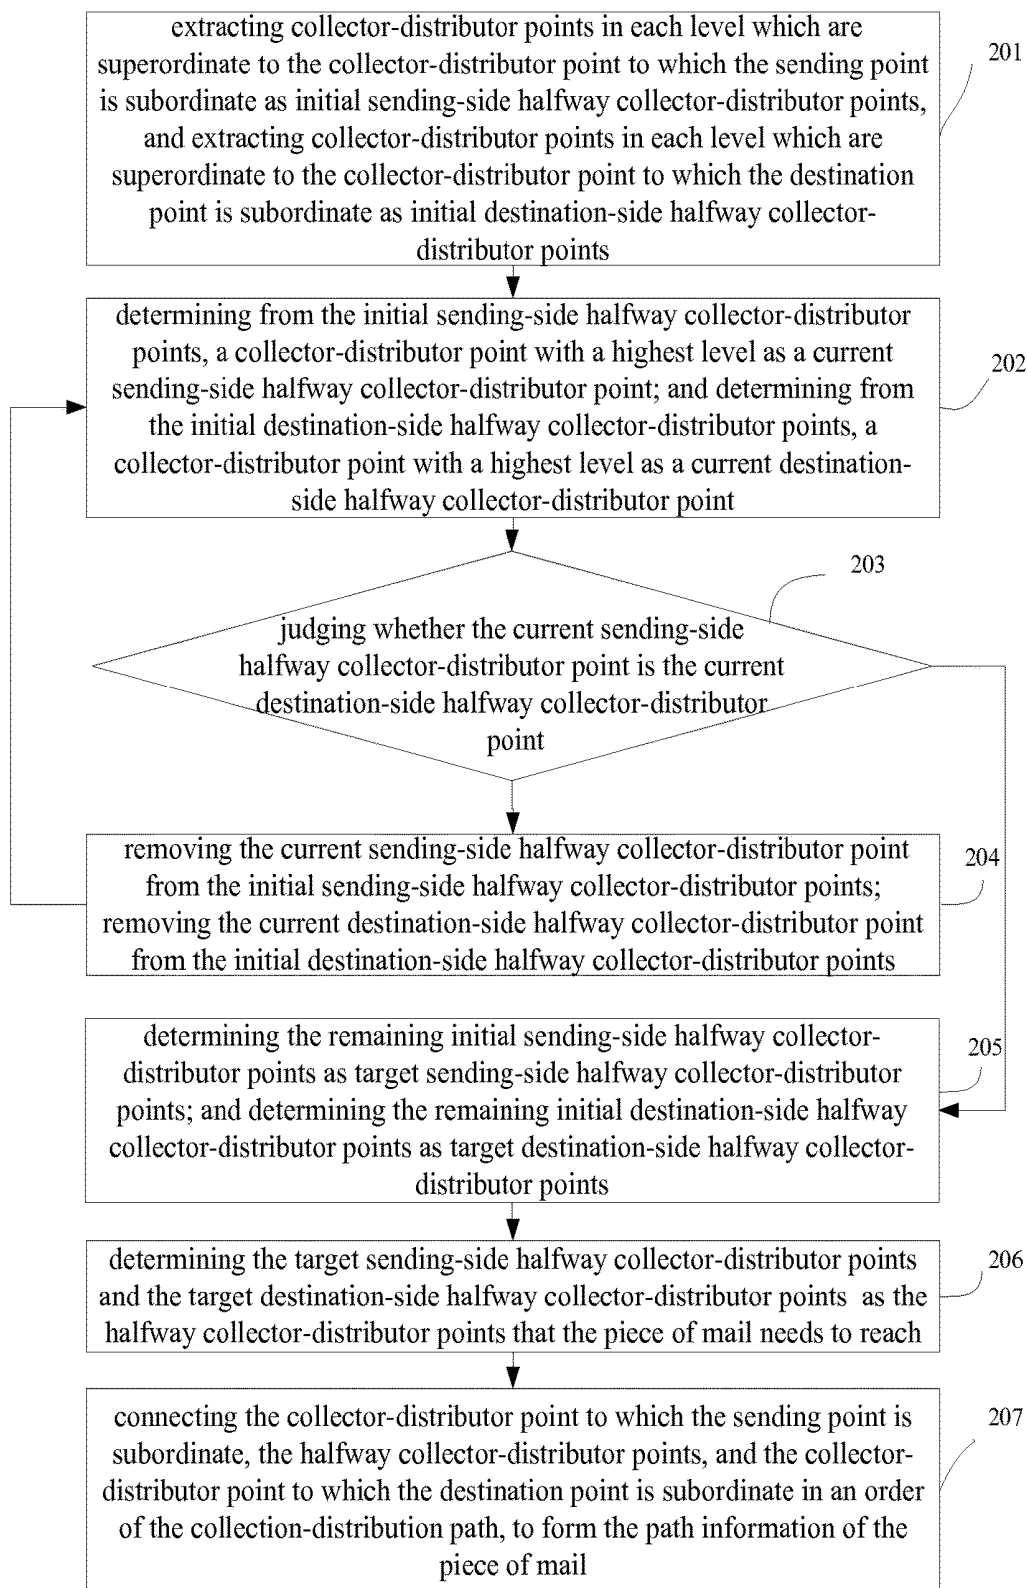 extracting collector-distributor points in each level which are
superordinate to the collector-distributor point to which the sending point
is subordinate as initial sending-side halfway collector-distributor points,
and extracting collector-distributor points in each level which are
superordinate to the collector-distributor point to which the destination
point is subordinate as initial destination-side halfway collector-
distributor points
201
determining from the initial sending-side halfway collector-distributor
points, a collector-distributor point with a highest level as a current
sending-side halfway collector-distributor point; and determining from
the initial destination-side halfway collector-distributor points, a
collector-distributor point with a highest level as a current destination-
side halfway collector-distributor point
202
203
judging whether the current sending-side
halfway collector-distributor point is the current
destination-side halfway collector-distributor
point
removing the current sending-side halfway collector-distributor point
from the initial sending-side halfway collector-distributor points;
removing the current destination-side halfway collector-distributor point
from the initial destination-side halfway collector-distributor points
204
determining the remaining initial sending-side halfway collector-
distributor points as target sending-side halfway collector-distributor
points; and determining the remaining initial destination-side halfway
collector-distributor points as target destination-side halfway collector-
distributor points
205
determining the target sending-side halfway collector-distributor points
and the target destination-side halfway collector-distributor points as the
halfway collector-distributor points that the piece of mail needs to reach
206
connecting the collector-distributor point to which the sending point is
subordinate, the halfway collector-distributor points, and the collector-
distributor point to which the destination point is subordinate in an order
of the collection-distribution path, to form the path information of the
piece of mail
207